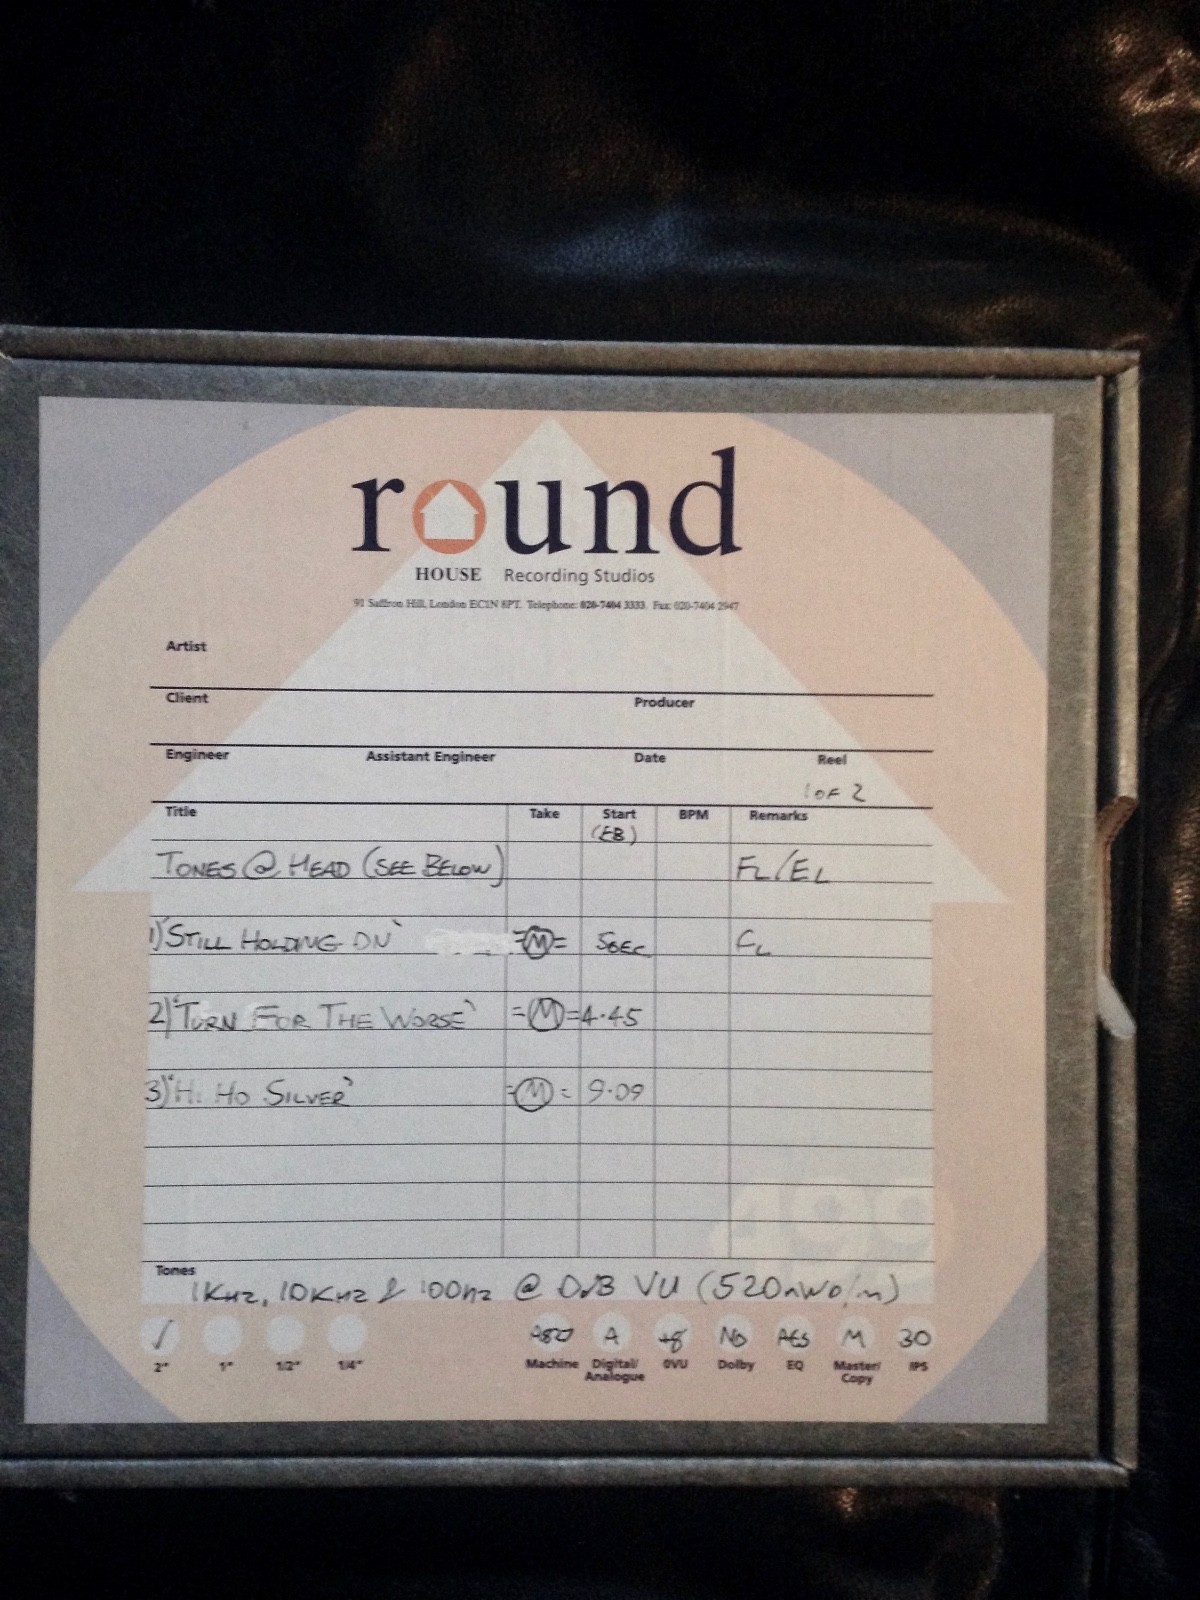 round
HOUSE Recording Studios
91 Saffron Hill, London EC1N 8PT. Telephone: 020-7404 3333. Fax: 020-7404 2947
Artist
Client Producer
Engineer Assistant Engineer Date Reel
1 OF 2
Title Take Start BPM Remarks
(EB)
TONES @ HEAD (SEE BELOW) FL/EL
1) 'STILL HOLDING ON' =M= 5SEC CL
2) 'TURN FOR THE WORSE' =M= 4.45
3) 'HI HO SILVER' =M= 9.09
499
Tones
1KHz, 10KHz & 100Hz @ 0dB VU (520nWb/m)
✓ A80 A +8 No AES M 30
2" 1" 1/2" 1/4" Machine Digital/ Analogue 0VU Dolby EQ Master/ Copy IPS